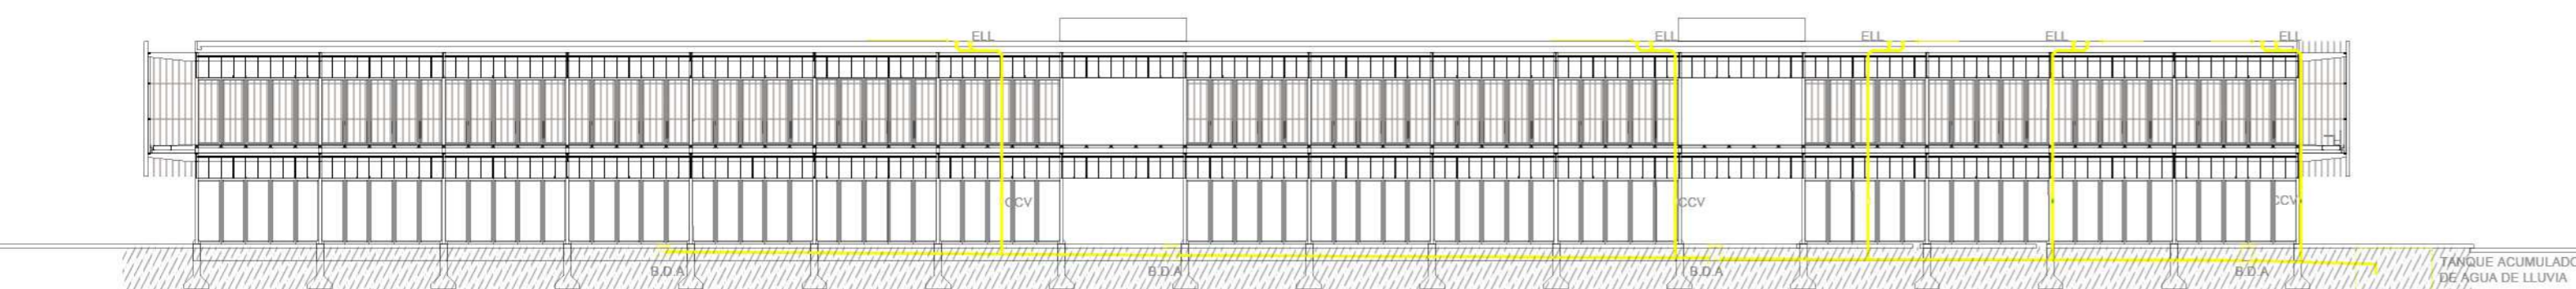 ELL
ELL
ELL
ELL
ELL
CCV
CCV
CCV
B.D.A
B.D.A
B.D.A
B.D.A
TANQUE ACUMULADO
DE AGUA DE LLUVIA